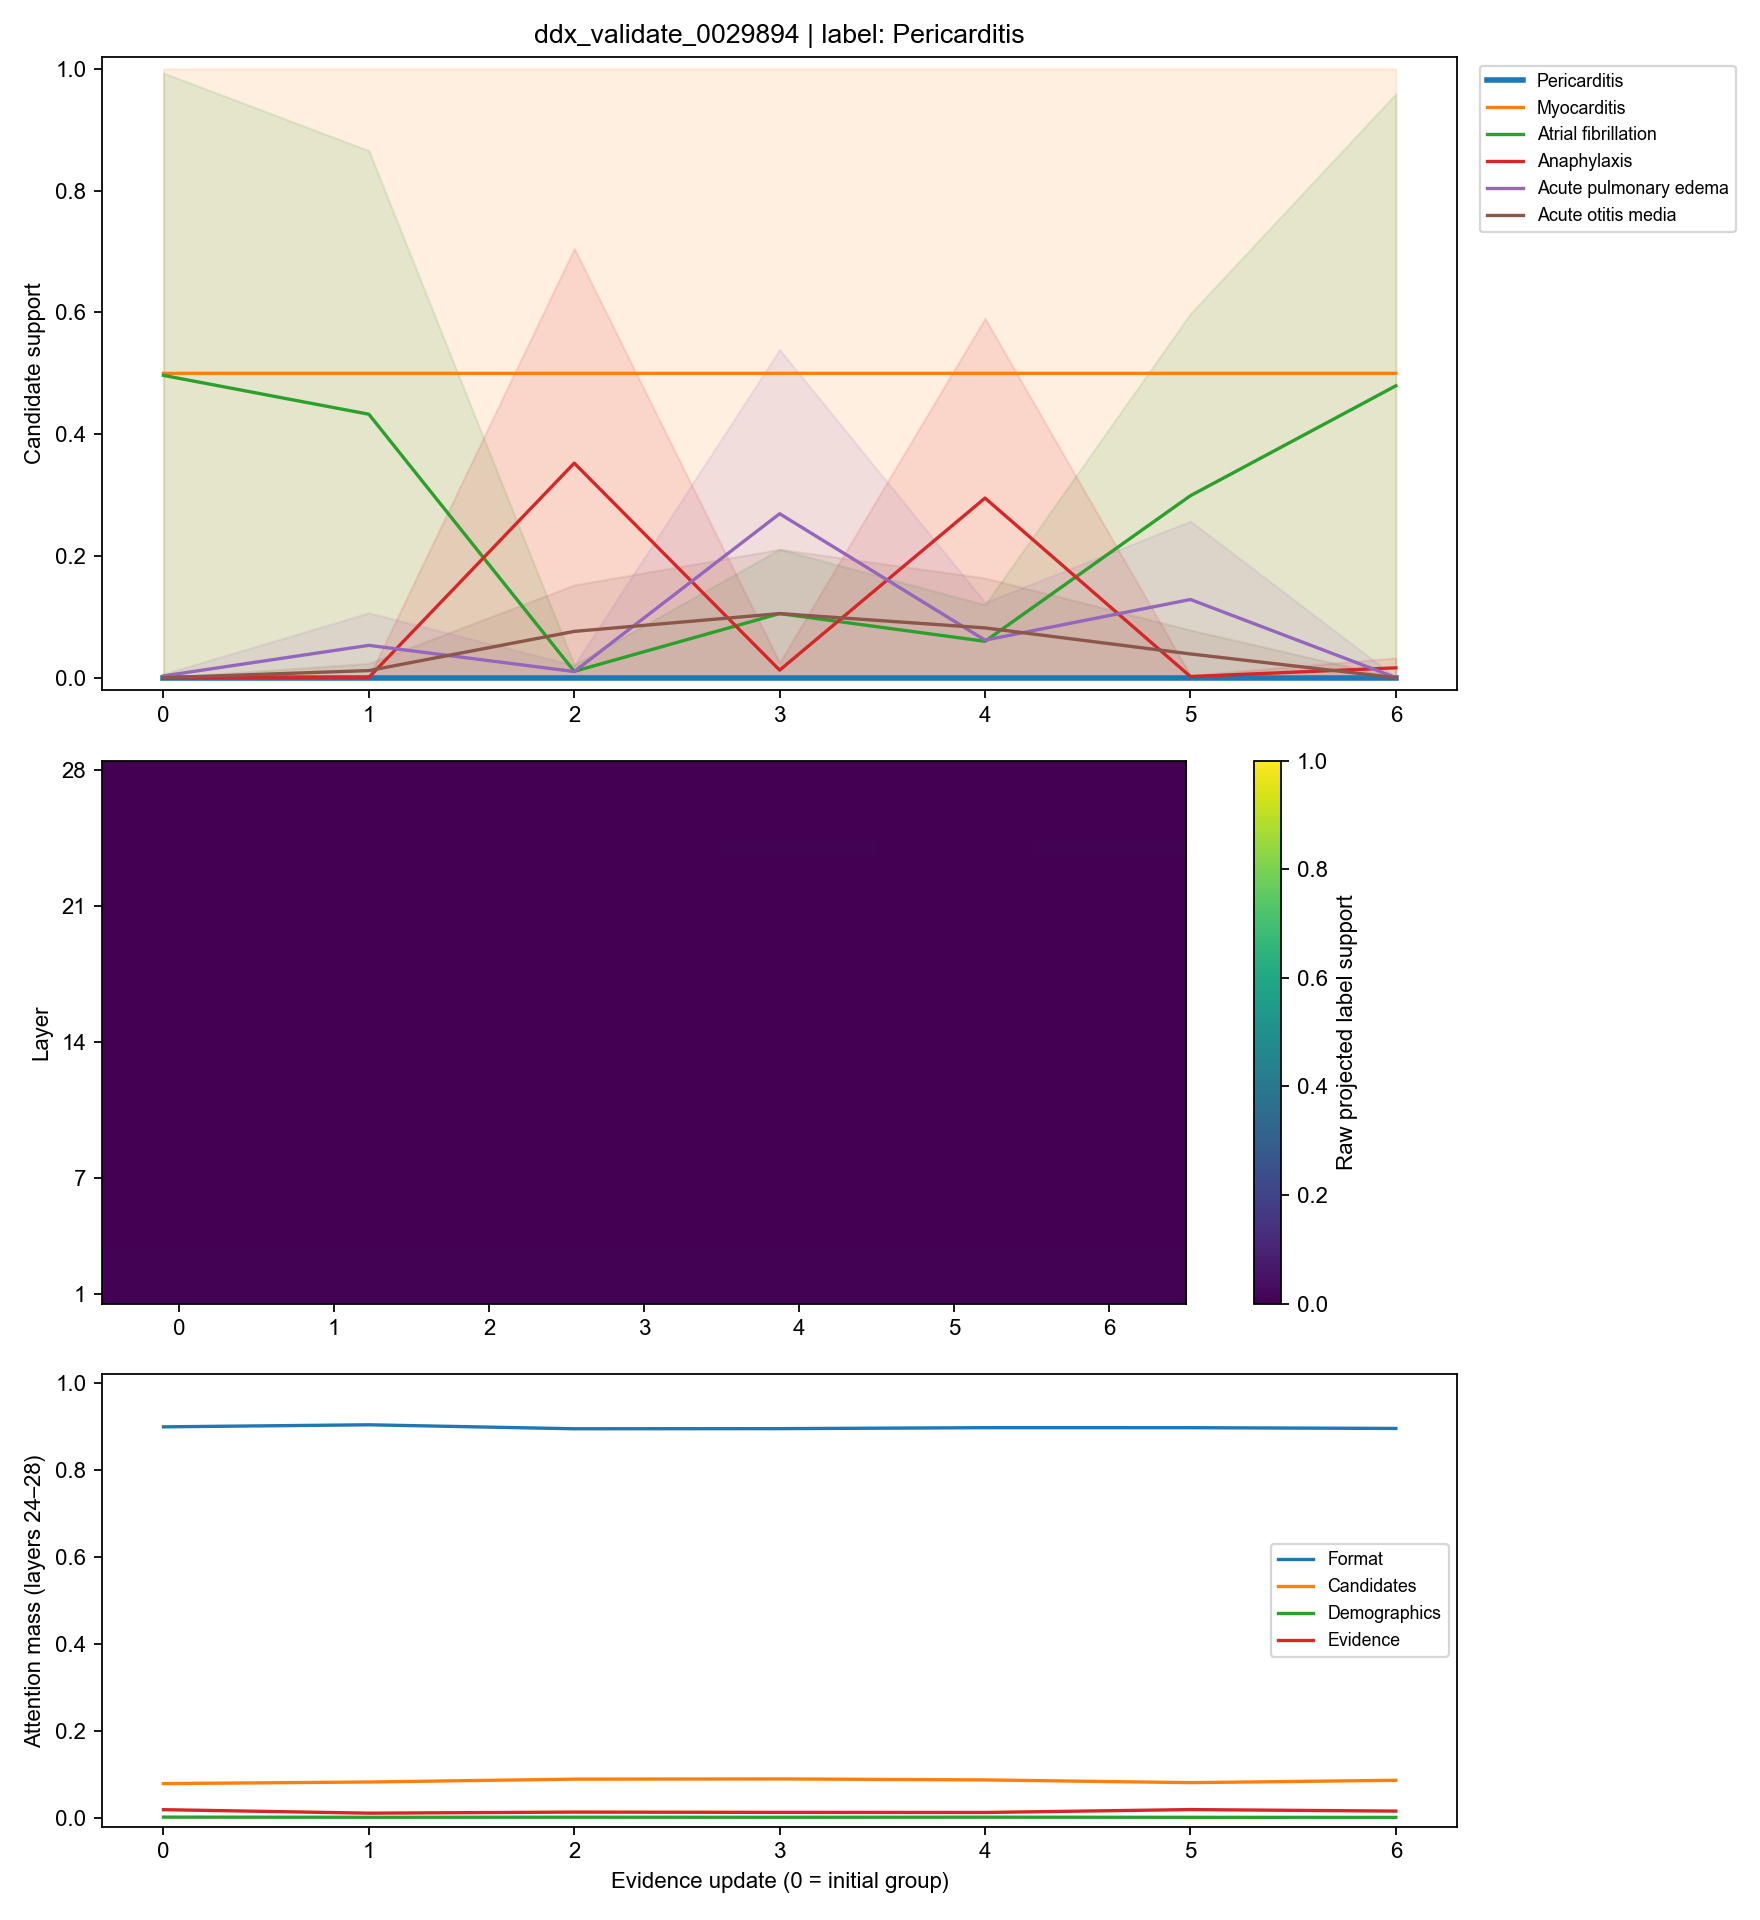 ddx_validate_0029894 | label: Pericarditis
Candidate support
1.0
0.8
0.6
0.4
0.2
0.0
0 1 2 3 4 5 6
Pericarditis
Myocarditis
Atrial fibrillation
Anaphylaxis
Acute pulmonary edema
Acute otitis media
Layer
28
21
14
7
1
0 1 2 3 4 5 6
1.0
0.8
0.6
0.4
0.2
0.0
Raw projected label support
Attention mass (layers 24–28)
1.0
0.8
0.6
0.4
0.2
0.0
Format
Candidates
Demographics
Evidence
0 1 2 3 4 5 6
Evidence update (0 = initial group)